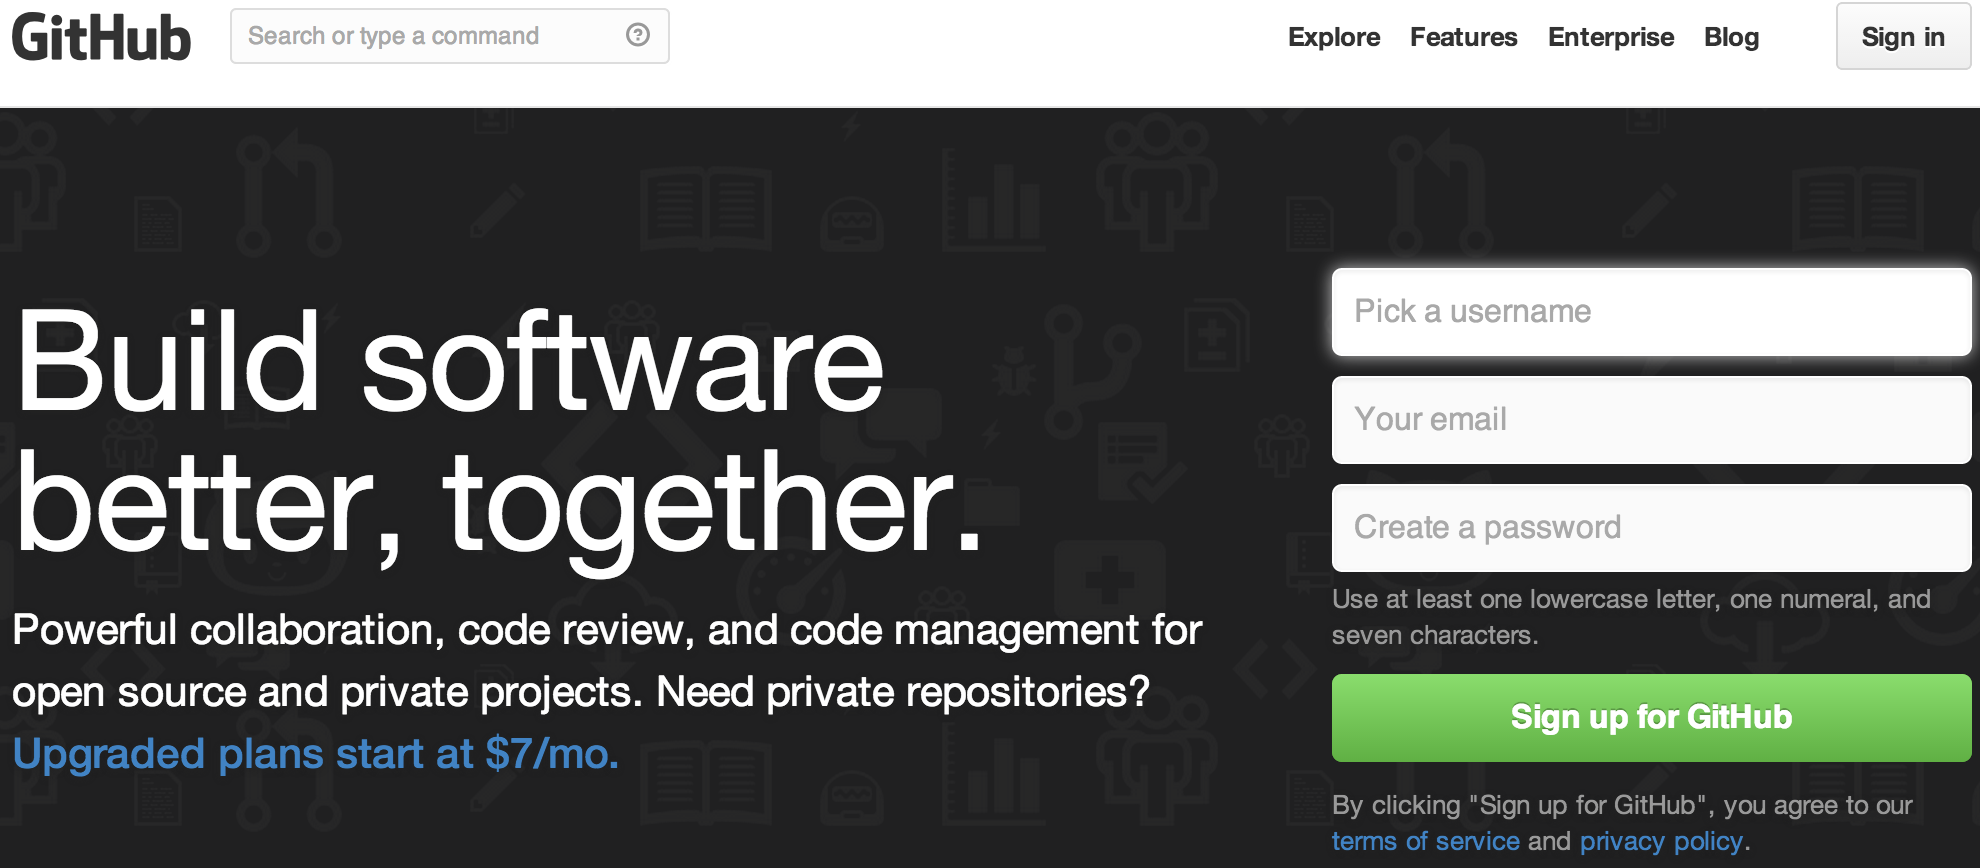 GitHub
Search or type a command
Explore Features Enterprise Blog Sign in
Build software
better, together.
Powerful collaboration, code review, and code management for
open source and private projects. Need private repositories?
Upgraded plans start at $7/mo.
Pick a username
Your email
Create a password
Use at least one lowercase letter, one numeral, and
seven characters.
Sign up for GitHub
By clicking "Sign up for GitHub", you agree to our
terms of service and privacy policy.